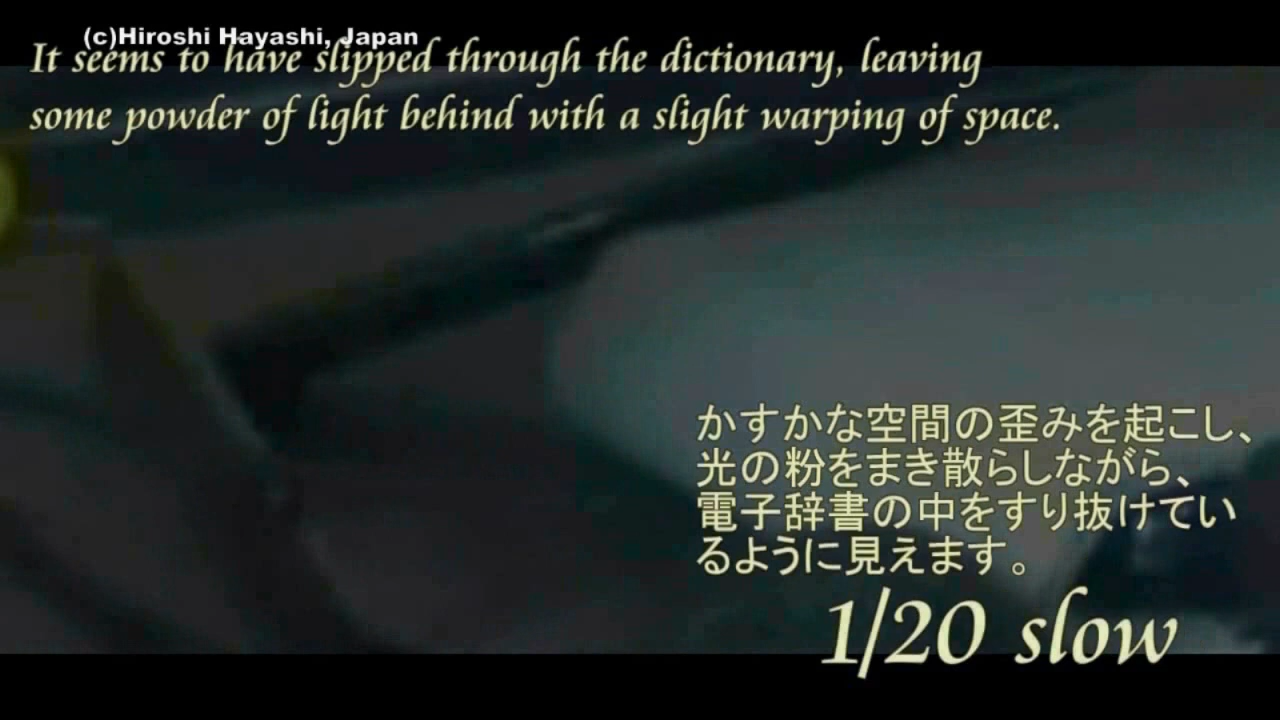 (c)Hiroshi Hayashi, Japan
It seems to have slipped through the dictionary, leaving
some powder of light behind with a slight warping of space.
かすかな空間の歪みを起こし、
光の粉をまき散らしながら、
電子辞書の中をすり抜けてい
るように見えます。
1/20 slow